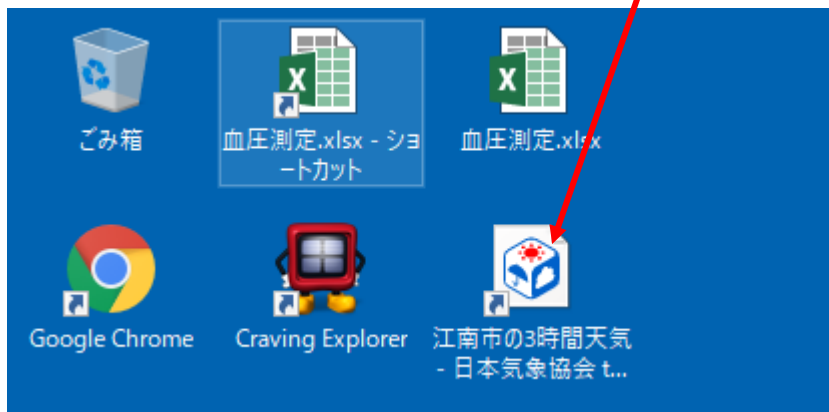 ごみ箱
血圧測定.xlsx - ショ
ートカット
血圧測定.xlsx
Google Chrome
Craving Explorer
江南市の3時間天気
- 日本気象協会 t...